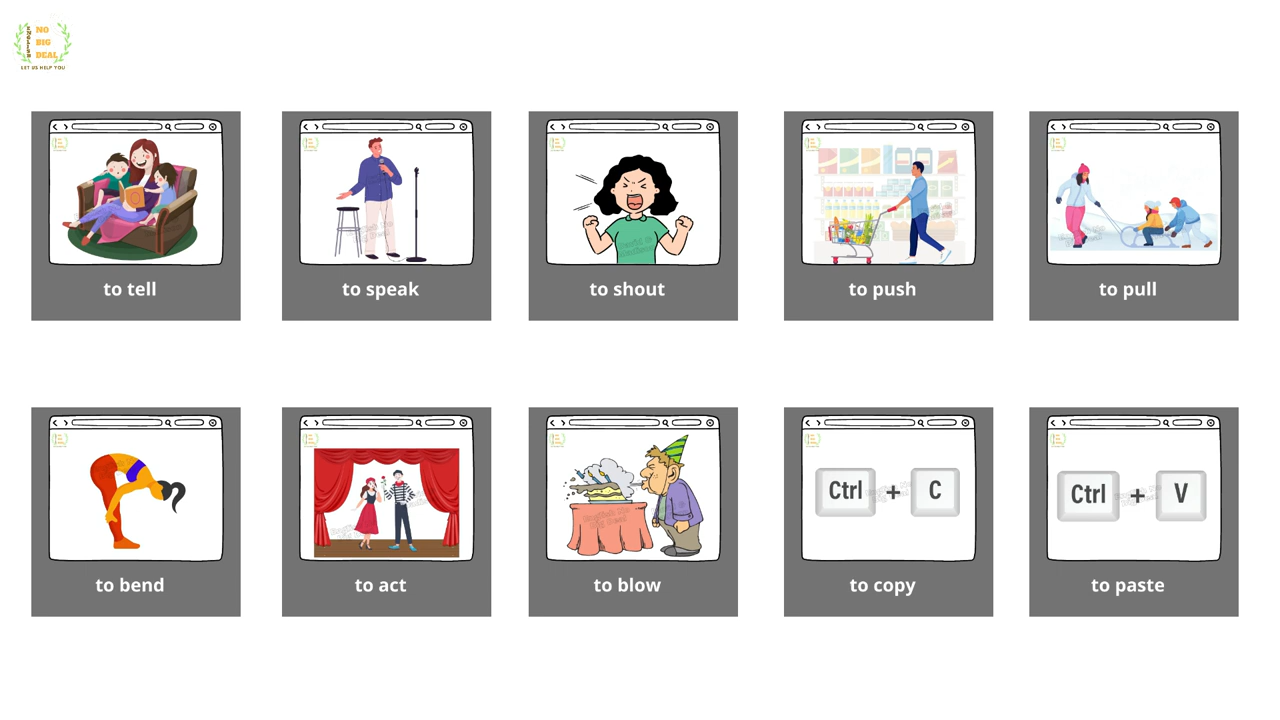 ENGLISH
NO
BIG
DEAL
LET US HELP YOU
to tell
to speak
to shout
to push
to pull
to bend
to act
to blow
Ctrl + C
to copy
Ctrl + V
to paste